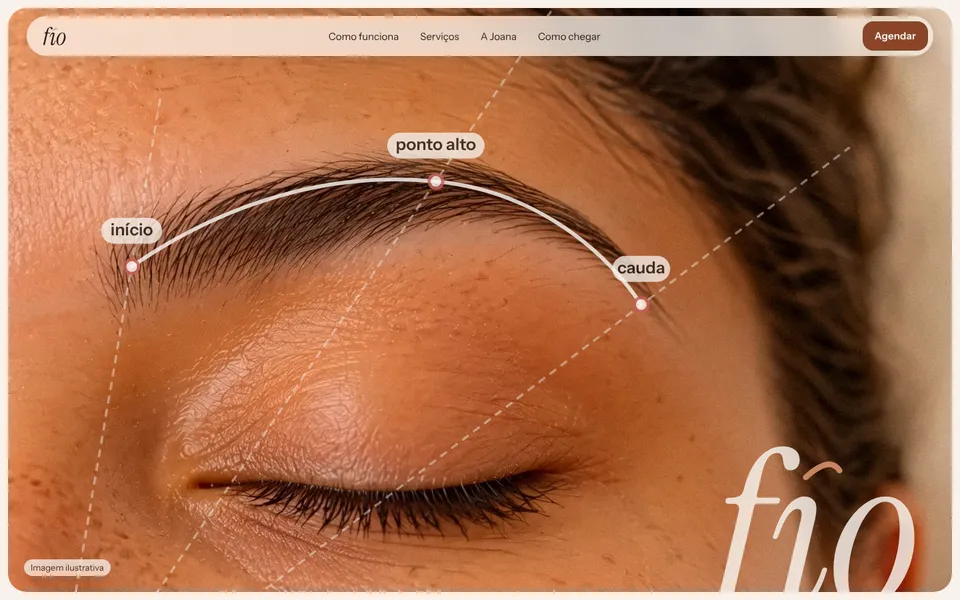 fio
Como funciona
Serviços
A Joana
Como chegar
Agendar
ponto alto
início
cauda
fio
Imagem ilustrativa